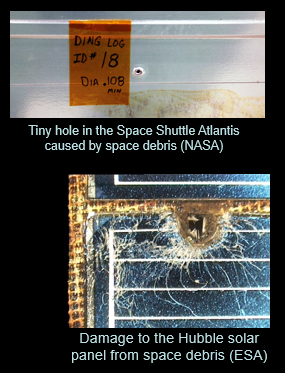 DING LOG
ID# 18
DIA .108
MIN.
Tiny hole in the Space Shuttle Atlantis
caused by space debris (NASA)
Damage to the Hubble solar
panel from space debris (ESA)